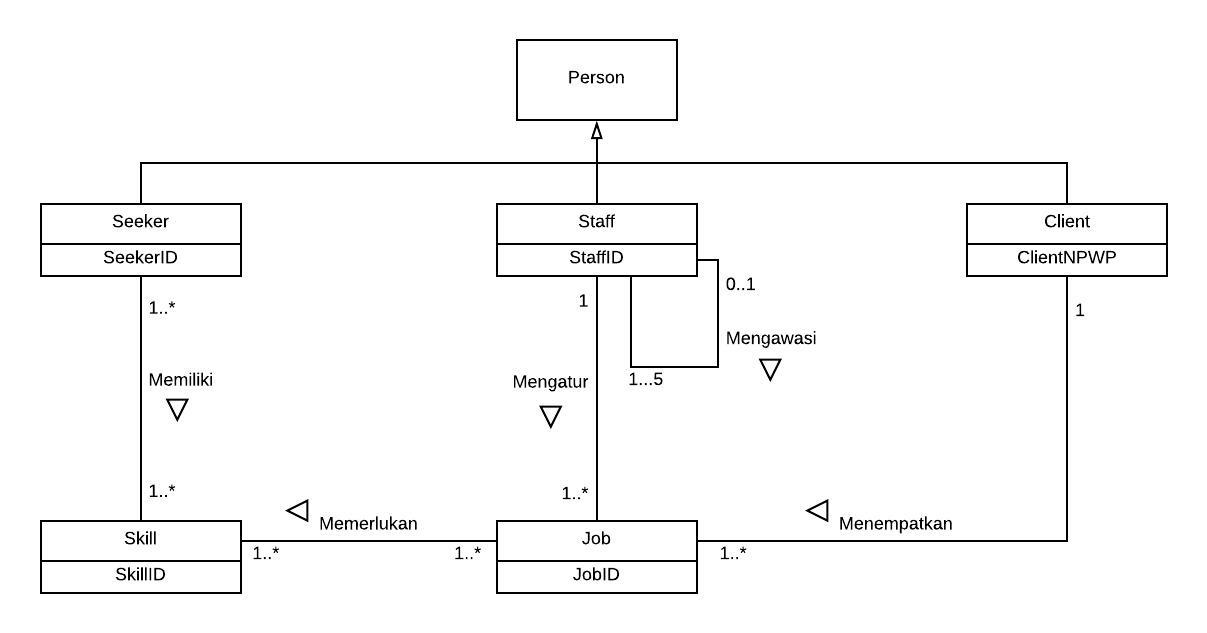 Person
Seeker
SeekerID
Staff
StaffID
Client
ClientNPWP
1..*
1
0..1
1
Mengawasi
Memiliki
Mengatur
1...5
1..*
1..*
Memerlukan
Menempatkan
Skill
SkillID
1..*
1..*
Job
JobID
1..*